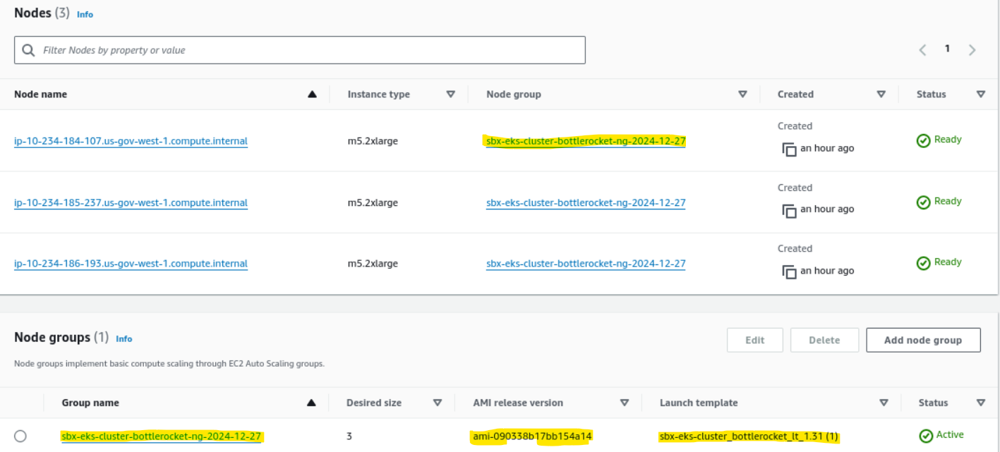 Nodes (3) Info
Filter Nodes by property or value
1
Node name Instance type Node group Created Status
Created
ip-10-234-184-107.us-gov-west-1.compute.internal m5.2xlarge sbx-eks-cluster-bottlerocket-ng-2024-12-27 an hour ago Ready
Created
ip-10-234-185-237.us-gov-west-1.compute.internal m5.2xlarge sbx-eks-cluster-bottlerocket-ng-2024-12-27 an hour ago Ready
Created
ip-10-234-186-193.us-gov-west-1.compute.internal m5.2xlarge sbx-eks-cluster-bottlerocket-ng-2024-12-27 an hour ago Ready
Node groups (1) Info Edit Delete Add node group
Node groups implement basic compute scaling through EC2 Auto Scaling groups.
Group name Desired size AMI release version Launch template Status
sbx-eks-cluster-bottlerocket-ng-2024-12-27 3 ami-090338b17bb154a14 sbx-eks-cluster_bottlerocket_lt_1.31 (1) Active